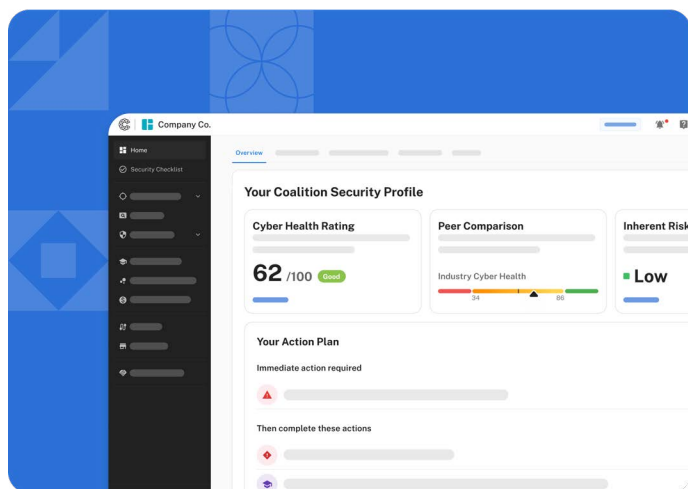 Company Co.
Home
Security Checklist
Overview
Your Coalition Security Profile
Cyber Health Rating
62 /100 Good
Peer Comparison
Industry Cyber Health
34 86
Inherent Risk
Low
Your Action Plan
Immediate action required
Then complete these actions